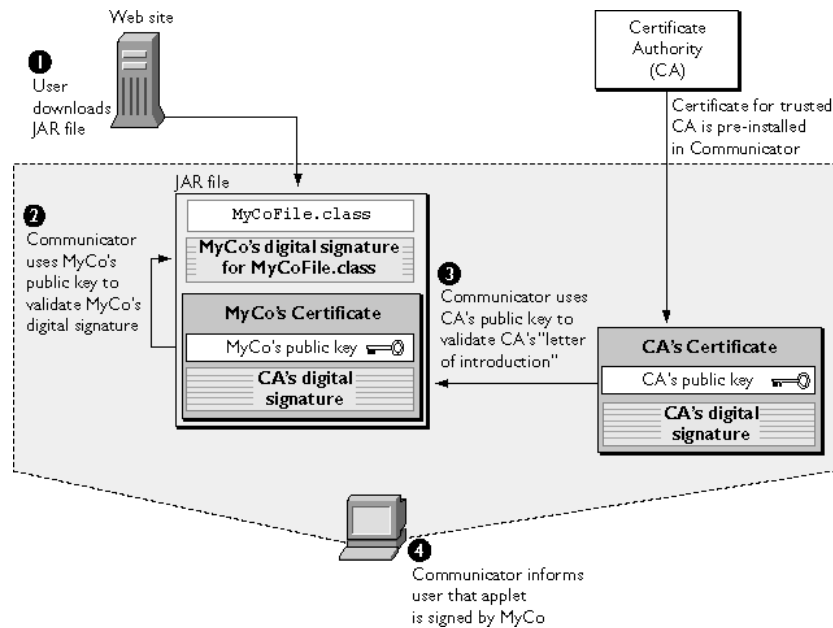 Web site
1
User
downloads
JAR file
Certificate
Authority
(CA)
Certificate for trusted
CA is pre-installed
in Communicator
JAR file
MyCoFile.class
MyCo's digital signature
for MyCoFile.class
2
Communicator
uses MyCo's
public key to
validate MyCo's
digital signature
MyCo's Certificate
MyCo's public key
CA's digital
signature
3
Communicator uses
CA's public key to
validate CA's "letter
of introduction"
CA's Certificate
CA's public key
CA's digital
signature
4
Communicator informs
user that applet
is signed by MyCo